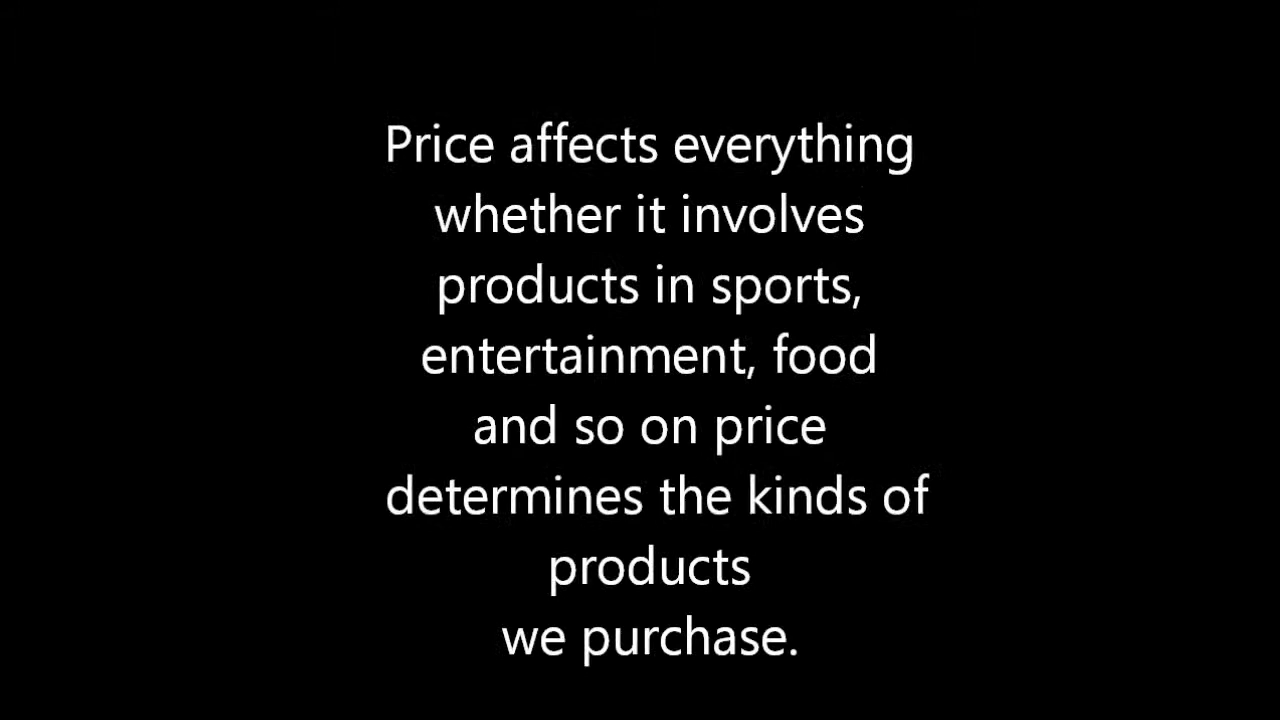 Price affects everything
whether it involves
products in sports,
entertainment, food
and so on price
determines the kinds of
products
we purchase.